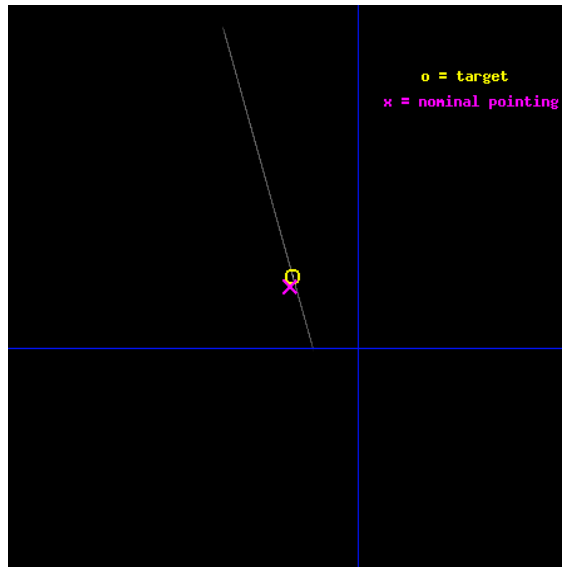 o = target
x = nominal pointing